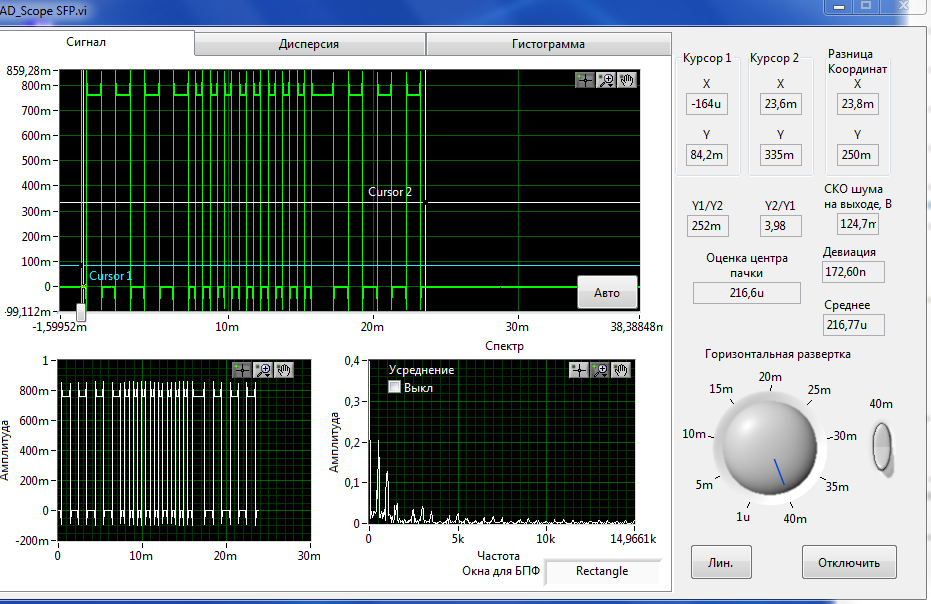 AD_Scope SFP.vi
Сигнал
Дисперсия
Гистограмма
859,28m
800m
700m
600m
500m
400m
300m
200m
100m
0
-99,112m
-1,59952m
10m
20m
30m
38,38848m
Cursor 2
Cursor 1
Авто
Курсор 1
X
-164u
Y
84,2m
Курсор 2
X
23,6m
Y
335m
Разница
Координат
X
23,8m
Y
250m
Y1/Y2
252m
Y2/Y1
3,98
СКО шума
на выходе, В
124,7m
Оценка центра
пачки
216,6u
Девиация
172,60n
Среднее
216,77u
Амплитуда
1
800m
600m
400m
200m
0
-200m
0
10m
20m
30m
Спектр
Амплитуда
0,4
0,3
0,2
0,1
0
Усреднение
Выкл
0
5k
10k
14,9661k
Частота
Окна для БПФ
Rectangle
Горизонтальная развертка
1u
5m
10m
15m
20m
25m
30m
35m
40m
40m
Лин.
Отключить